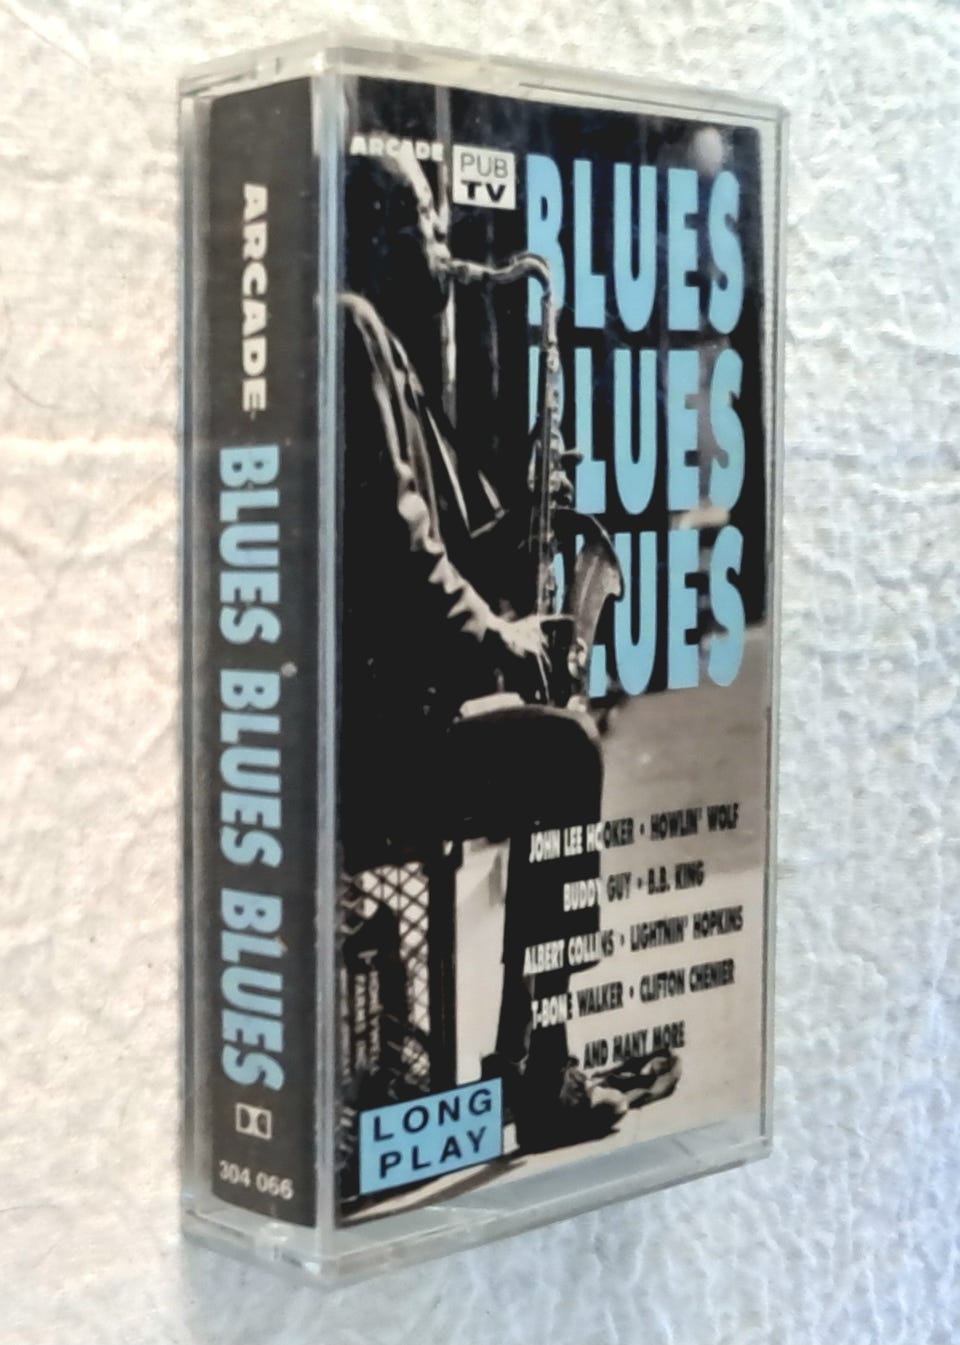 ARCADE BLUES BLUES BLUES
304 066
ARCADE
PUB
TV
BLUES
BLUES
BLUES
JOHN LEE HOOKER • HOWLIN' WOLF
BUDDY GUY • B.B. KING
ALBERT COLLINS • LIGHTNIN' HOPKINS
T-BONE WALKER • CLIFTON CHENIER
AND MANY MORE
LONG
PLAY